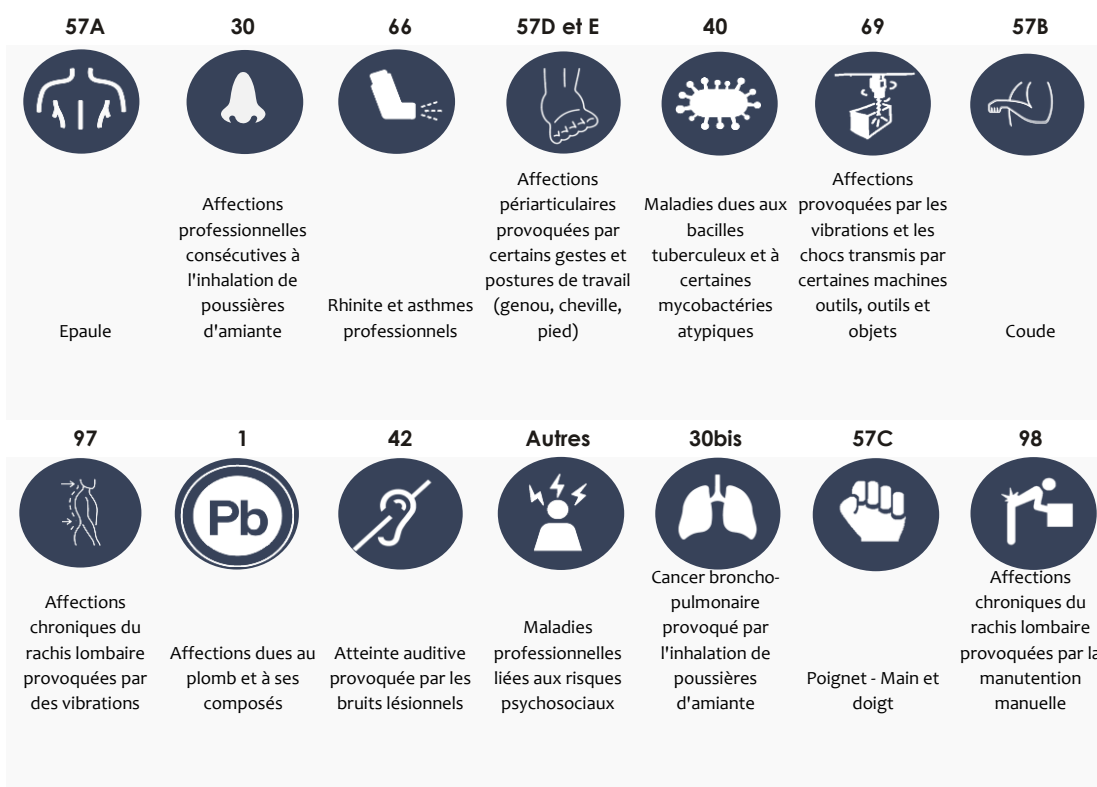 57A
30
66
57D et E
40
69
57B
Epaule
Affections
professionnelles
consécutives à
l'inhalation de
poussières
d'amiante
Rhinite et asthmes
professionnels
Affections
périarticulaires
provoquées par
certains gestes et
postures de travail
(genou, cheville,
pied)
Maladies dues aux
bacilles
tuberculeux et à
certaines
mycobactéries
atypiques
Affections
provoquées par les
vibrations et les
chocs transmis par
certaines machines
outils, outils et
objets
Coude
97
1
42
Autres
30bis
57C
98
Pb
Affections
chroniques du
rachis lombaire
provoquées par
des vibrations
Affections dues au
plomb et à ses
composés
Atteinte auditive
provoquée par les
bruits lésionnels
Maladies
professionnelles
liées aux risques
psychosociaux
Cancer broncho-
pulmonaire
provoqué par
l'inhalation de
poussières
d'amiante
Poignet - Main et
doigt
Affections
chroniques du
rachis lombaire
provoquées par la
manutention
manuelle